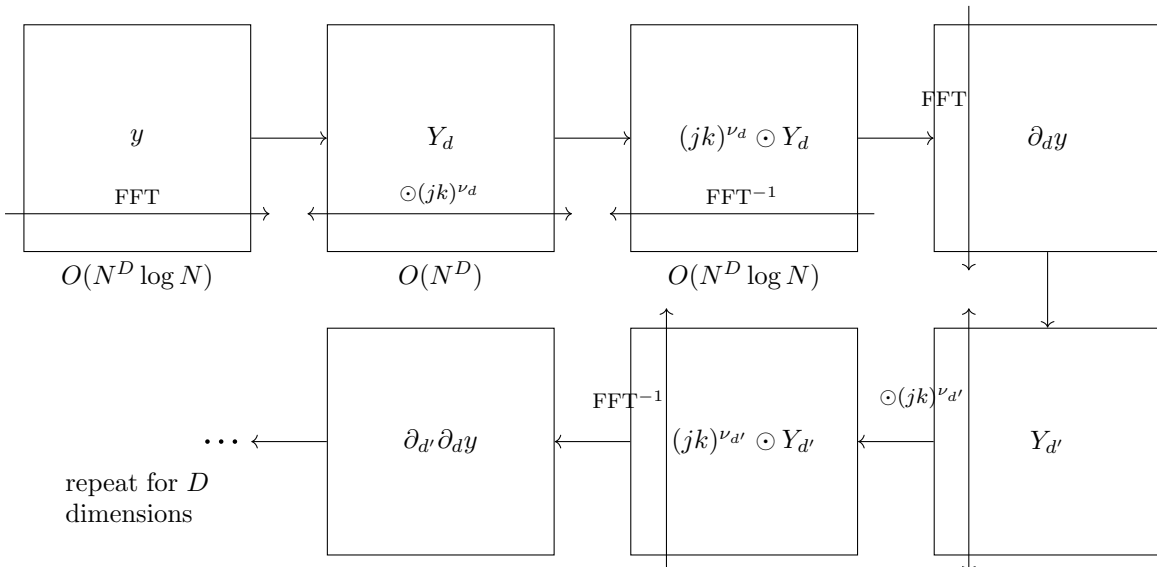 y
FFT
O(N^D log N)
Y_d
⊙(jk)^{ν_d}
O(N^D)
(jk)^{ν_d} ⊙ Y_d
FFT^{−1}
O(N^D log N)
FFT
∂_d y
⊙(jk)^{ν_{d'}}
Y_{d'}
FFT^{−1}
(jk)^{ν_{d'}} ⊙ Y_{d'}
∂_{d'}∂_d y
···
repeat for D
dimensions